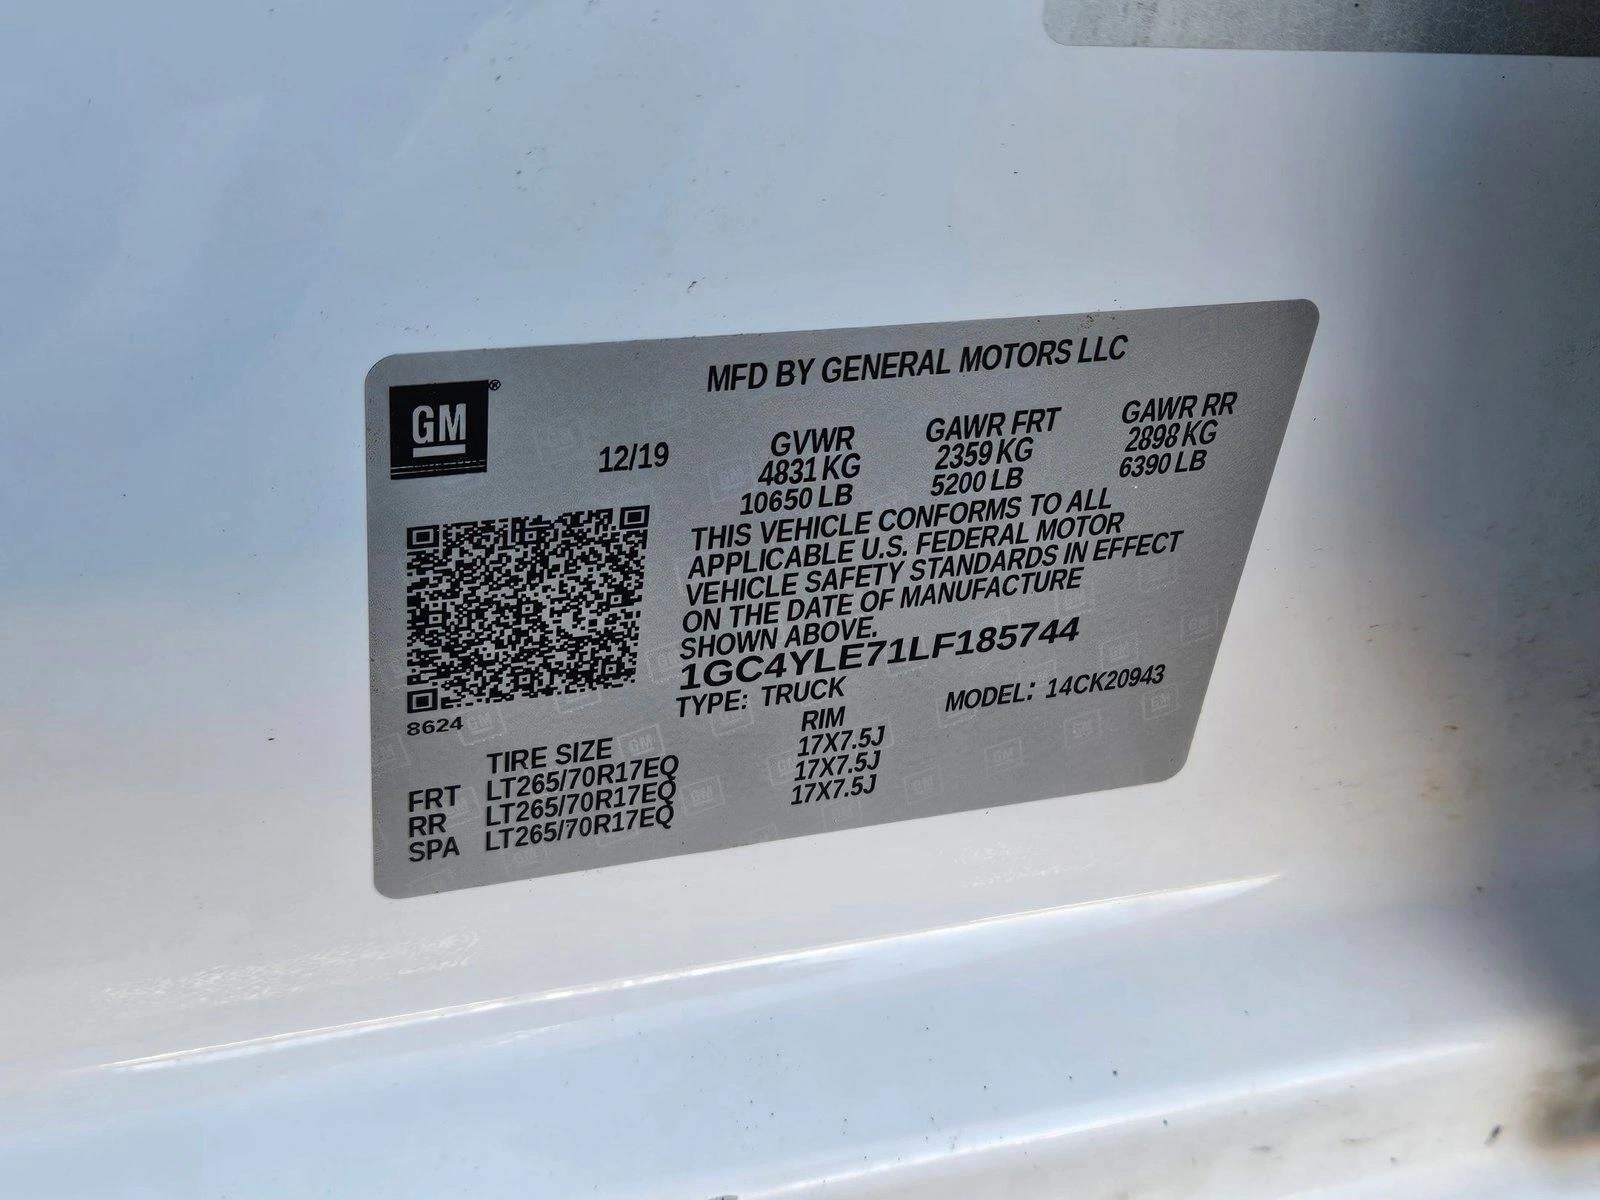 MFD BY GENERAL MOTORS LLC
GM®
12/19
GVWR GAWR FRT GAWR RR
4831 KG 2359 KG 2898 KG
10650 LB 5200 LB 6390 LB
THIS VEHICLE CONFORMS TO ALL
APPLICABLE U.S. FEDERAL MOTOR
VEHICLE SAFETY STANDARDS IN EFFECT
ON THE DATE OF MANUFACTURE
SHOWN ABOVE.
1GC4YLE71LF185744
TYPE: TRUCK MODEL: 14CK20943
8624
TIRE SIZE RIM
FRT LT265/70R17EQ 17X7.5J
RR LT265/70R17EQ 17X7.5J
SPA LT265/70R17EQ 17X7.5J